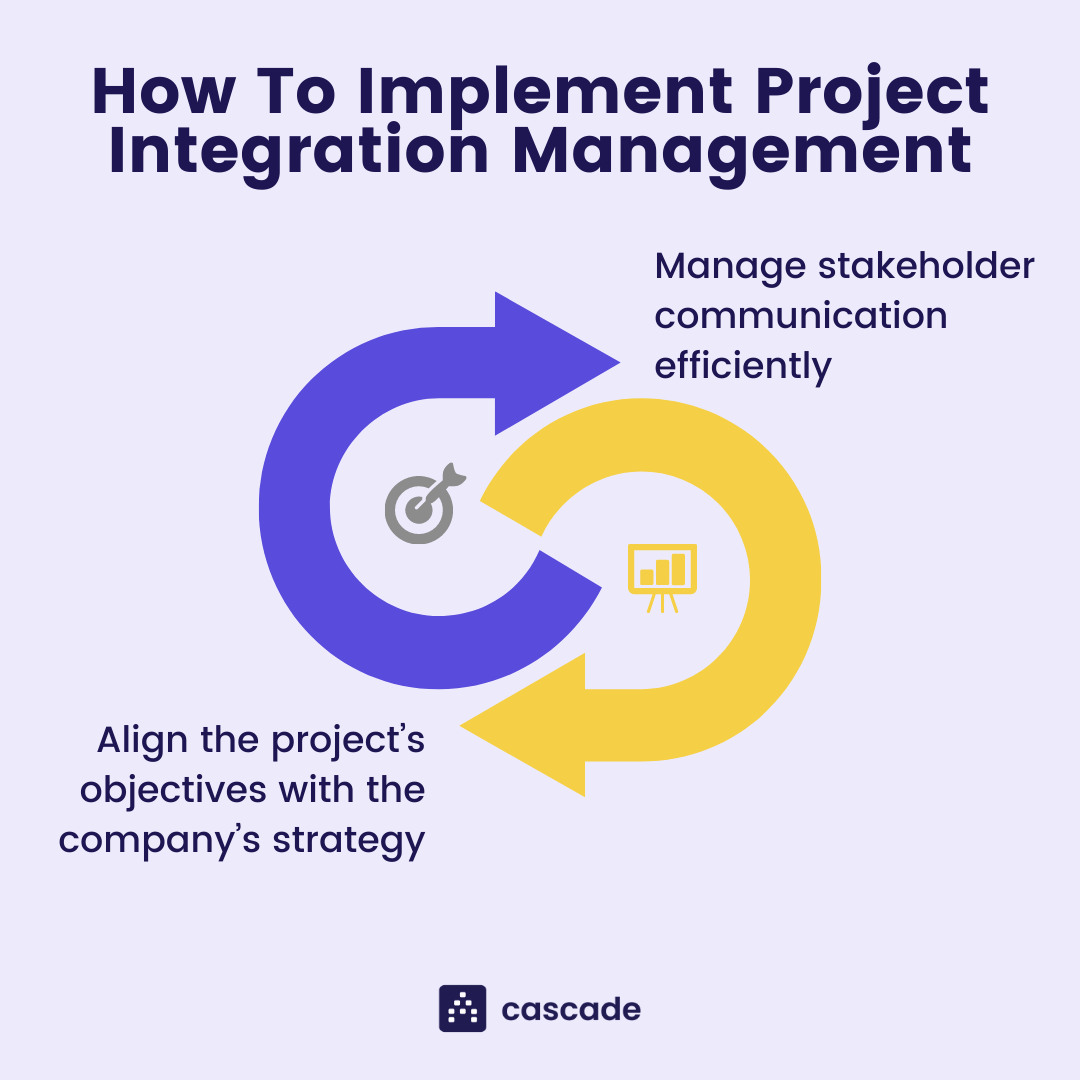 How To Implement Project
Integration Management
Manage stakeholder
communication
efficiently
Align the project’s
objectives with the
company’s strategy
cascade